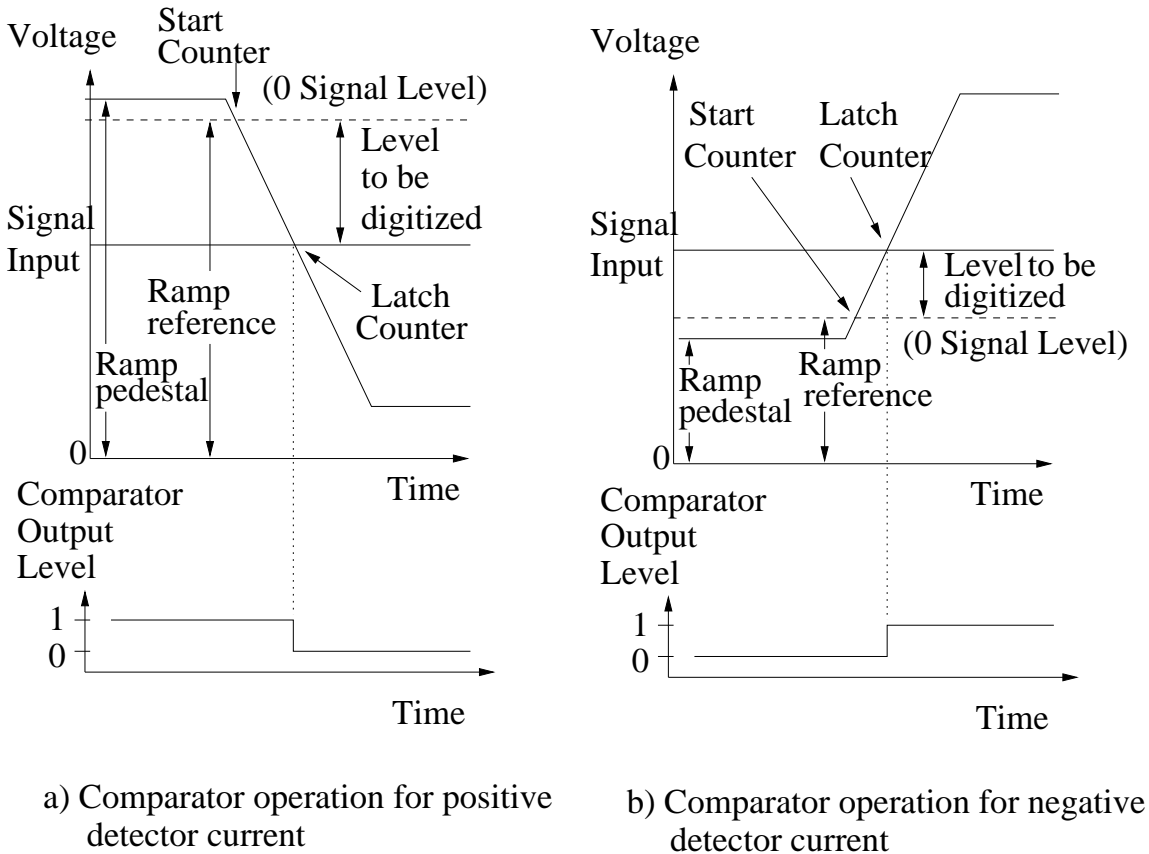 Voltage
Start
Counter
(0 Signal Level)
Level
to be
digitized
Signal
Input
Ramp
reference
Latch
Counter
Ramp
pedestal
0
Time
Comparator
Output
Level
1
0
Time
a) Comparator operation for positive
detector current
Voltage
Start
Counter
Latch
Counter
Signal
Input
Level to be
digitized
(0 Signal Level)
Ramp
pedestal
Ramp
reference
0
Time
Comparator
Output
Level
1
0
Time
b) Comparator operation for negative
detector current